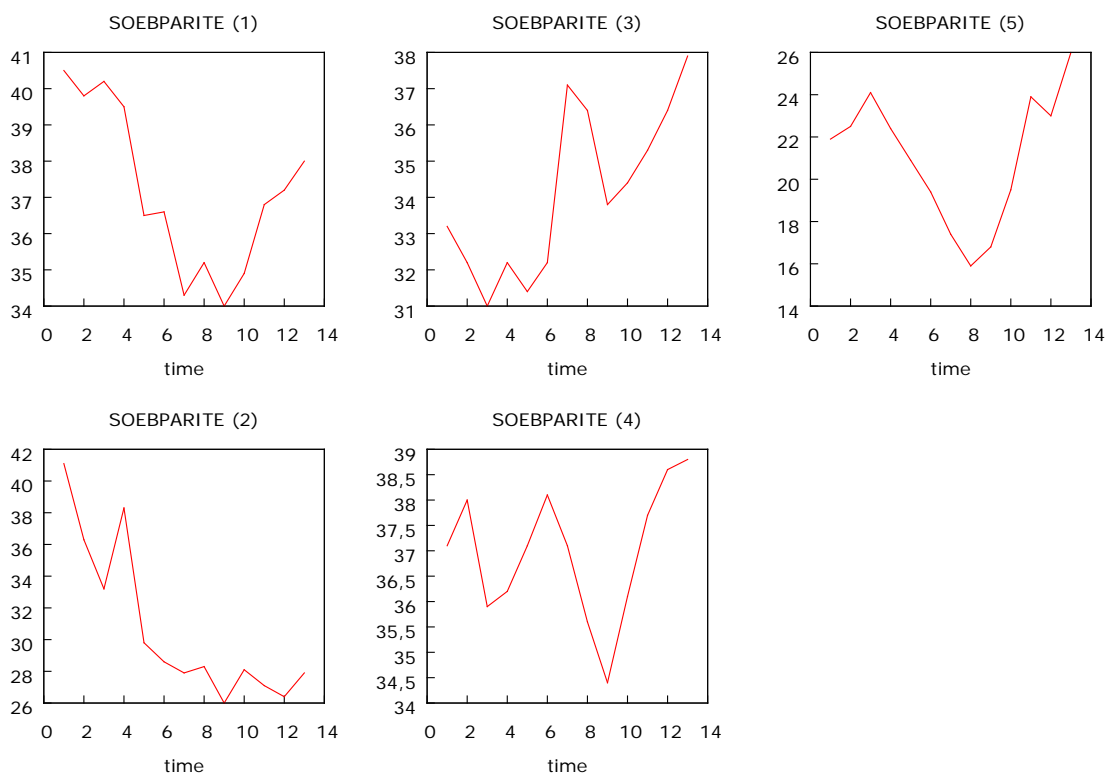 SOEBPARITE (1)
41
40
39
38
37
36
35
34
0 2 4 6 8 10 12 14
time
SOEBPARITE (3)
38
37
36
35
34
33
32
31
0 2 4 6 8 10 12 14
time
SOEBPARITE (5)
26
24
22
20
18
16
14
0 2 4 6 8 10 12 14
time
SOEBPARITE (2)
42
40
38
36
34
32
30
28
26
0 2 4 6 8 10 12 14
time
SOEBPARITE (4)
39
38,5
38
37,5
37
36,5
36
35,5
35
34,5
34
0 2 4 6 8 10 12 14
time